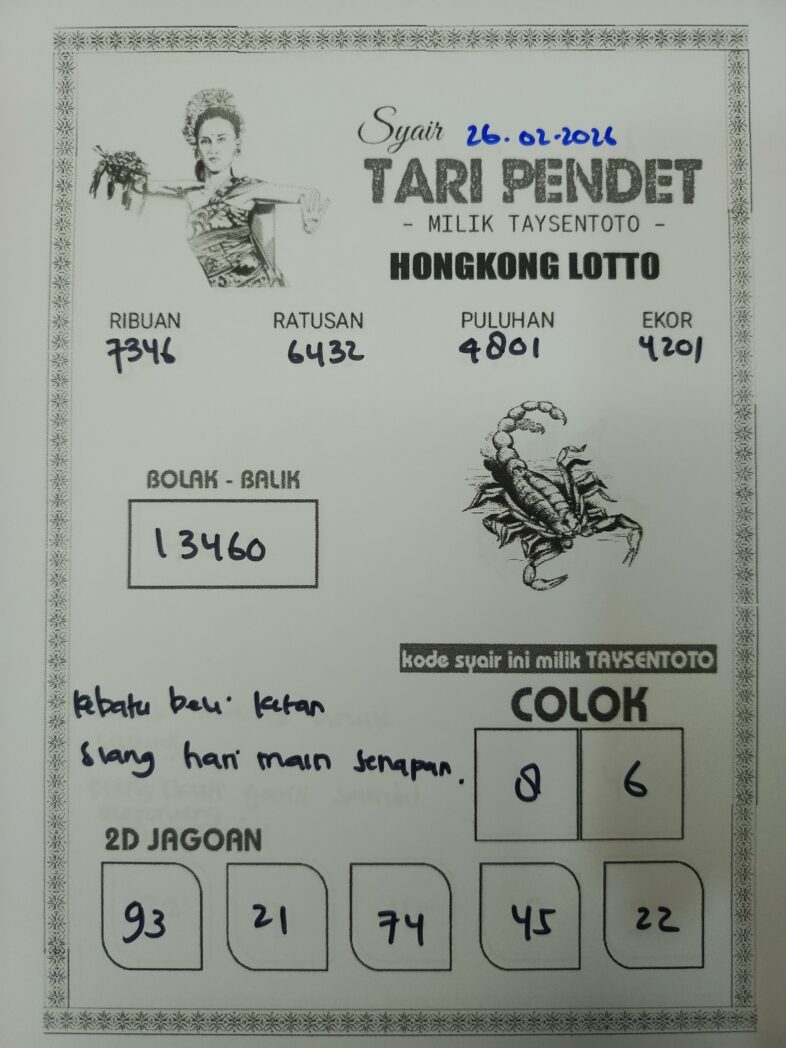 Syair 26.02.2026
TARI PENDET
- MILIK TAYSENTOTO -
HONGKONG LOTTO
RIBUAN RATUSAN PULUHAN EKOR
7346 6432 4801 4201
BOLAK - BALIK
13460
kode syair ini milik TAYSENTOTO
COLOK
8 6
kebatu beli ketan
siang hari main senapan.
2D JAGOAN
93 21 74 45 22